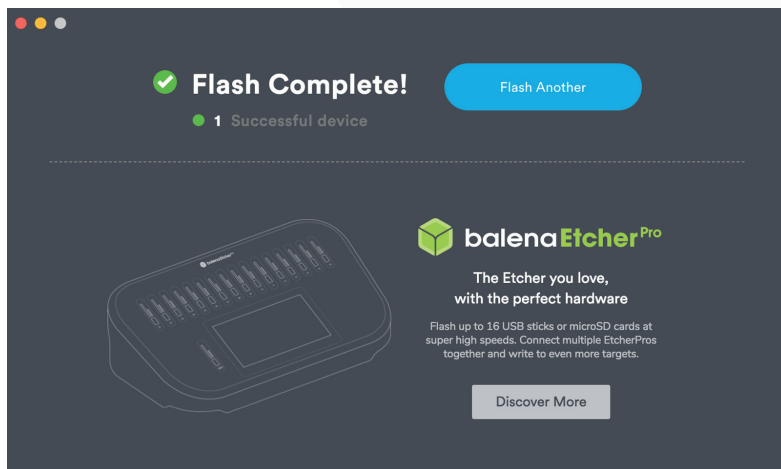 Flash Complete!
Flash Another
1 Successful device
balenaEtcher Pro
The Etcher you love,
with the perfect hardware
Flash up to 16 USB sticks or microSD cards at
super high speeds. Connect multiple EtcherPros
together and write to even more targets.
Discover More